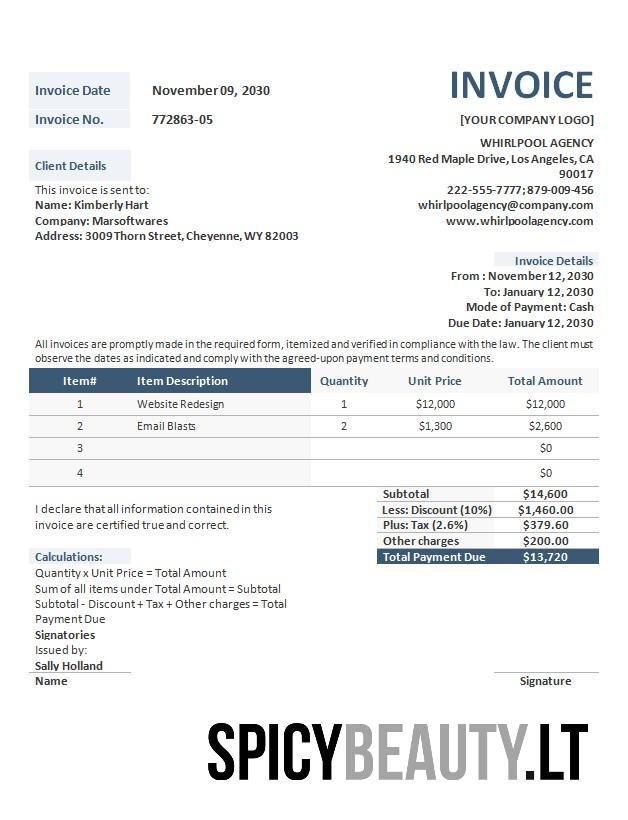 INVOICE
Invoice Date November 09, 2030
Invoice No. 772863-05
[YOUR COMPANY LOGO]
WHIRLPOOL AGENCY
1940 Red Maple Drive, Los Angeles, CA
90017
222-555-7777; 879-009-456
whirlpoolagency@company.com
www.whirlpoolagency.com
Client Details
This invoice is sent to:
Name: Kimberly Hart
Company: Marsoftwares
Address: 3009 Thorn Street, Cheyenne, WY 82003
Invoice Details
From : November 12, 2030
To: January 12, 2030
Mode of Payment: Cash
Due Date: January 12, 2030
All invoices are promptly made in the required form, itemized and verified in compliance with the law. The client must
observe the dates as indicated and comply with the agreed-upon payment terms and conditions.
Item# Item Description Quantity Unit Price Total Amount
1 Website Redesign 1 $12,000 $12,000
2 Email Blasts 2 $1,300 $2,600
3 $0
4 $0
Subtotal $14,600
Less: Discount (10%) $1,460.00
Plus: Tax (2.6%) $379.60
Other charges $200.00
Total Payment Due $13,720
I declare that all information contained in this
invoice are certified true and correct.
Calculations:
Quantity x Unit Price = Total Amount
Sum of all items under Total Amount = Subtotal
Subtotal - Discount + Tax + Other charges = Total
Payment Due
Signatories
Issued by:
Sally Holland
Name Signature
SPICYBEAUTY.LT